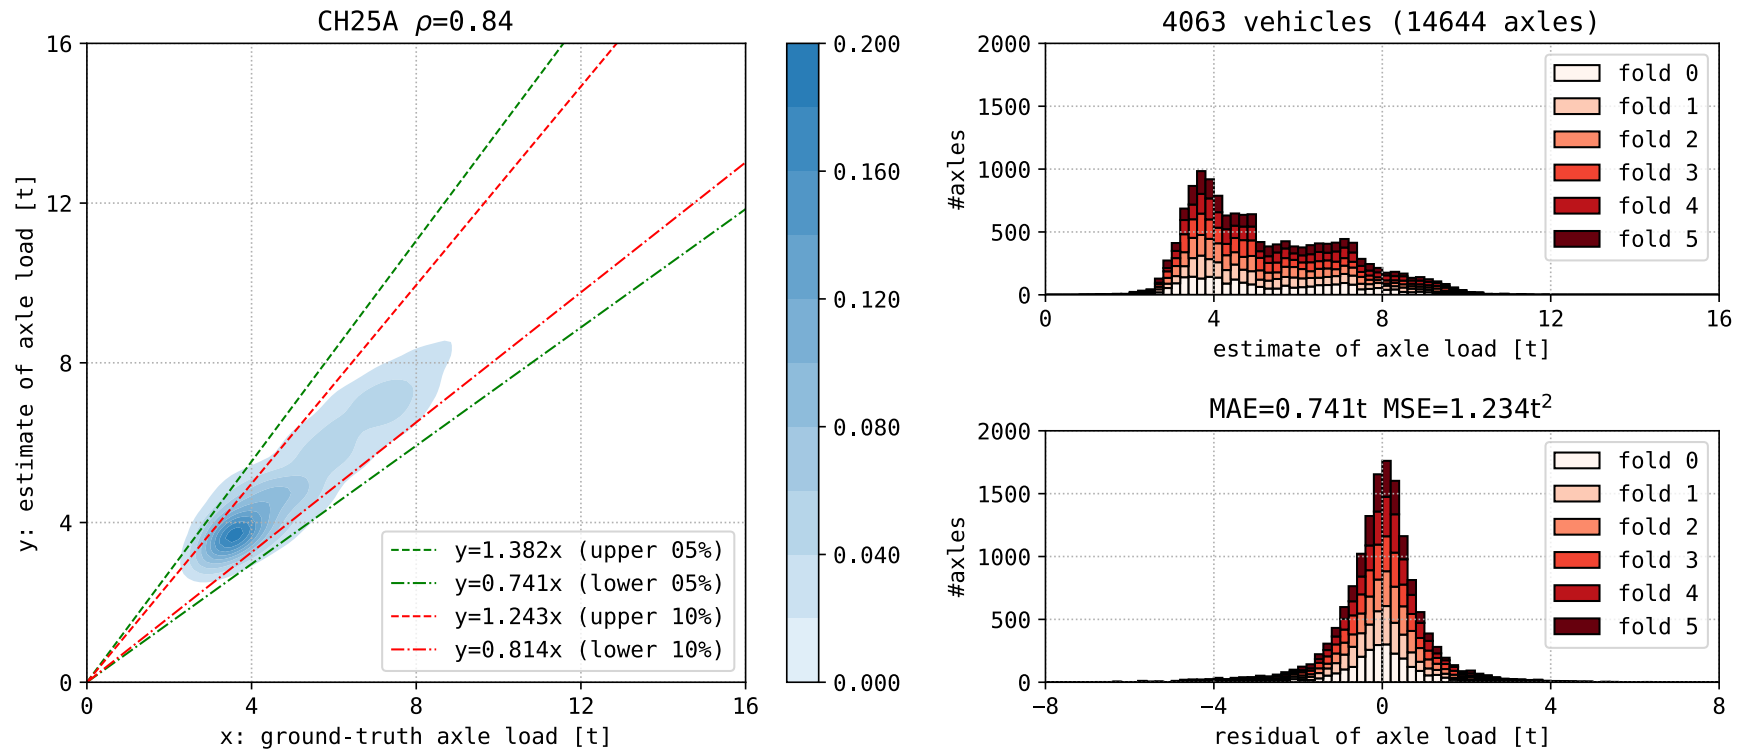 CH25A ρ=0.84
16
12
8
4
0
0 4 8 12 16
y: estimate of axle load [t]
x: ground-truth axle load [t]
y=1.382x (upper 05%)
y=0.741x (lower 05%)
y=1.243x (upper 10%)
y=0.814x (lower 10%)
0.200
0.160
0.120
0.080
0.040
0.000
4063 vehicles (14644 axles)
2000
1500
1000
500
0
#axles
fold 0
fold 1
fold 2
fold 3
fold 4
fold 5
0 4 8 12 16
estimate of axle load [t]
MAE=0.741t MSE=1.234t²
2000
1500
1000
500
0
#axles
fold 0
fold 1
fold 2
fold 3
fold 4
fold 5
−8 −4 0 4 8
residual of axle load [t]